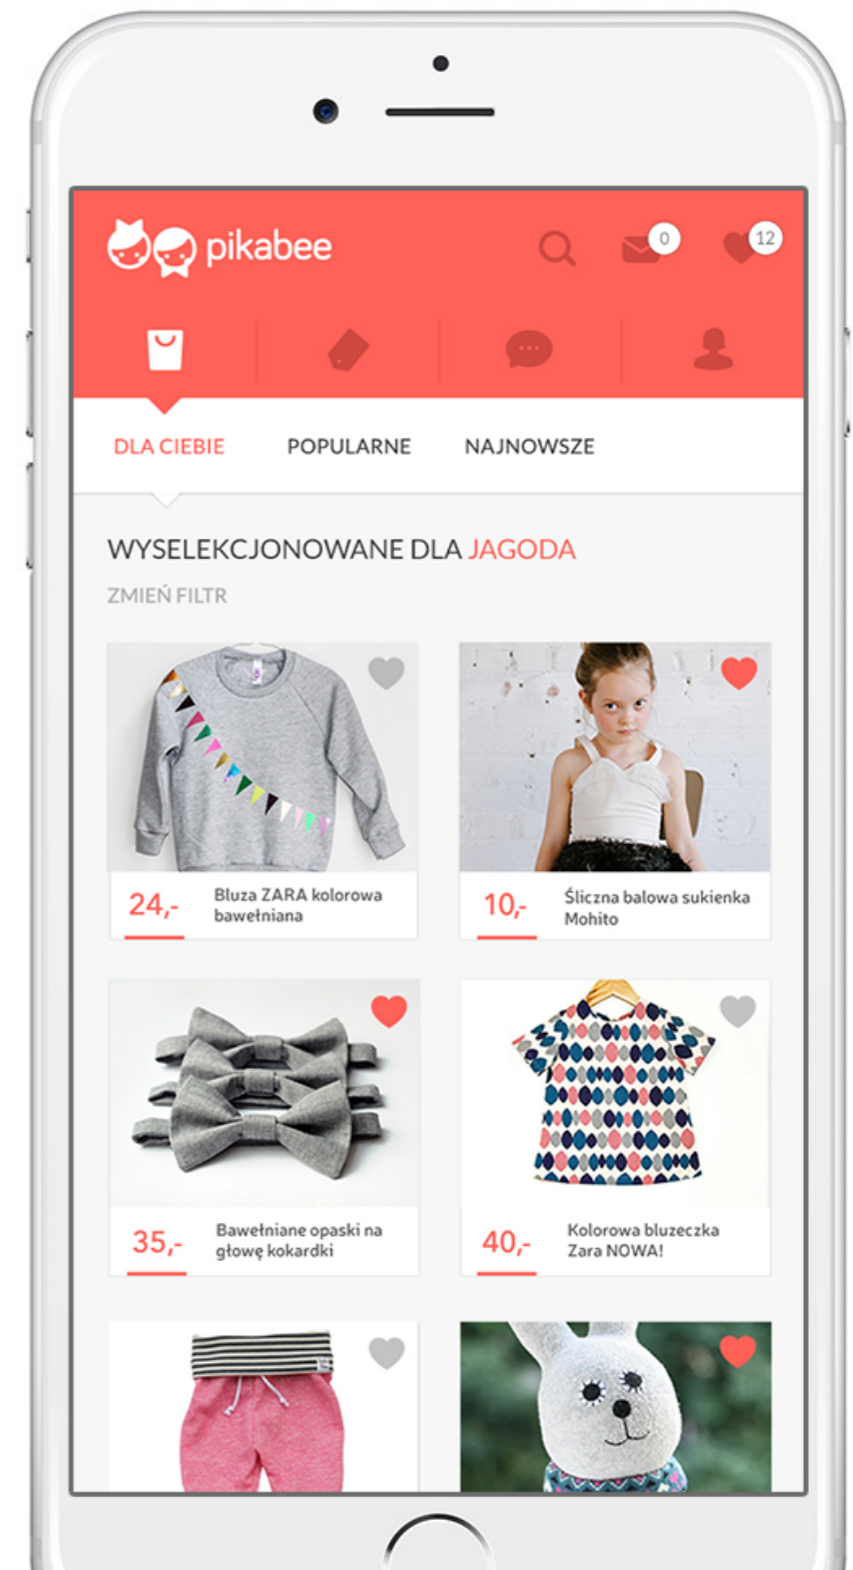 pikabee
0
12
DLA CIEBIE
POPULARNE
NAJNOWSZE
WYSELEKCJONOWANE DLA JAGODA
ZMIEŃ FILTR
24,-
Bluza ZARA kolorowa
bawełniana
10,-
Śliczna balowa sukienka
Mohito
35,-
Bawełniane opaski na
głowę kokardki
40,-
Kolorowa bluzeczka
Zara NOWA!